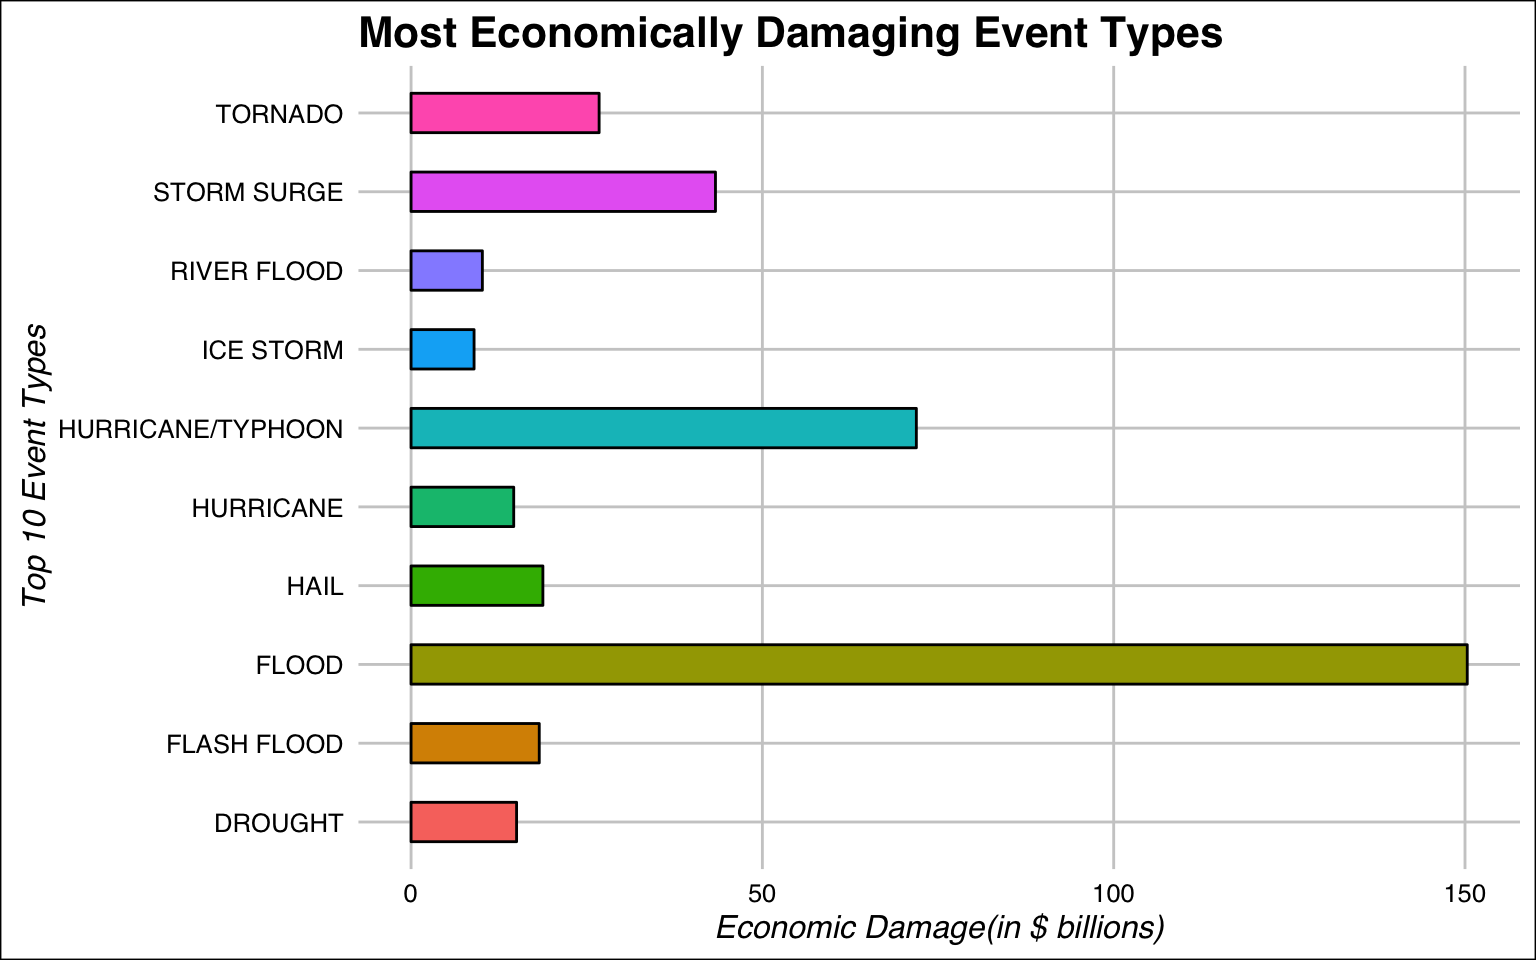 Most Economically Damaging Event Types
TORNADO
STORM SURGE
RIVER FLOOD
ICE STORM
HURRICANE/TYPHOON
HURRICANE
HAIL
FLOOD
FLASH FLOOD
DROUGHT
Top 10 Event Types
0 50 100 150
Economic Damage(in $ billions)